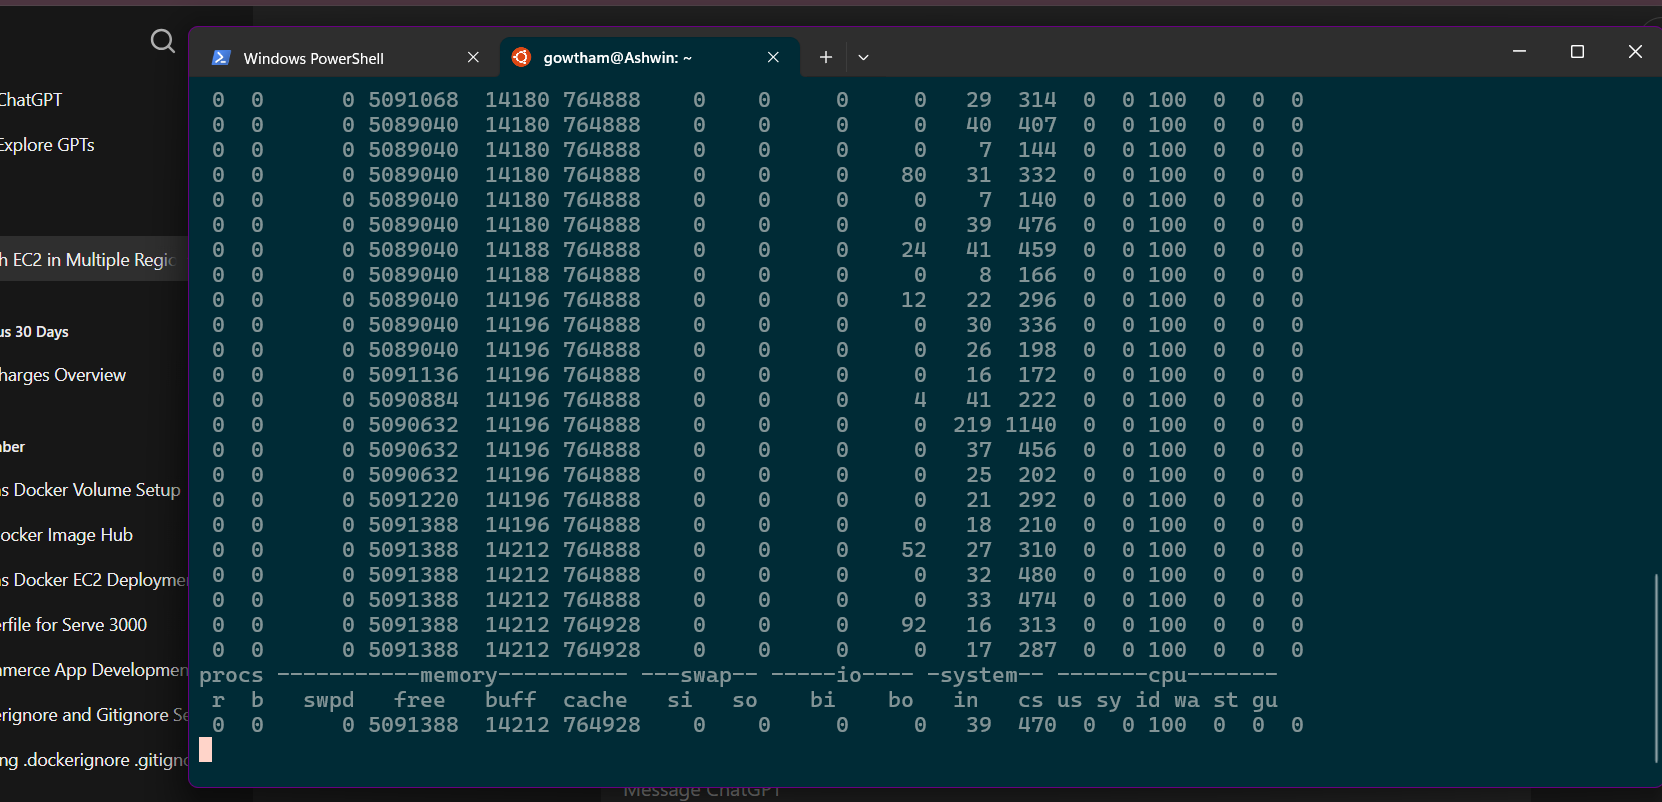 Windows PowerShell
gowtham@Ashwin: ~
ChatGPT
Explore GPTs
h EC2 in Multiple Regio
us 30 Days
harges Overview
ber
s Docker Volume Setup
ocker Image Hub
s Docker EC2 Deployme
rfile for Serve 3000
mmerce App Developmen
rignore and Gitignore Se
ng .dockerignore .gitigno
0 0 0 5091068 14180 764888 0 0 0 0 29 314 0 0 100 0 0 0
0 0 0 5089040 14180 764888 0 0 0 0 40 407 0 0 100 0 0 0
0 0 0 5089040 14180 764888 0 0 0 0 7 144 0 0 100 0 0 0
0 0 0 5089040 14180 764888 0 0 0 80 31 332 0 0 100 0 0 0
0 0 0 5089040 14180 764888 0 0 0 0 7 140 0 0 100 0 0 0
0 0 0 5089040 14180 764888 0 0 0 0 39 476 0 0 100 0 0 0
0 0 0 5089040 14188 764888 0 0 0 24 41 459 0 0 100 0 0 0
0 0 0 5089040 14188 764888 0 0 0 0 8 166 0 0 100 0 0 0
0 0 0 5089040 14196 764888 0 0 0 12 22 296 0 0 100 0 0 0
0 0 0 5089040 14196 764888 0 0 0 0 30 336 0 0 100 0 0 0
0 0 0 5089040 14196 764888 0 0 0 0 26 198 0 0 100 0 0 0
0 0 0 5091136 14196 764888 0 0 0 0 16 172 0 0 100 0 0 0
0 0 0 5090884 14196 764888 0 0 0 4 41 222 0 0 100 0 0 0
0 0 0 5090632 14196 764888 0 0 0 0 219 1140 0 0 100 0 0 0
0 0 0 5090632 14196 764888 0 0 0 0 37 456 0 0 100 0 0 0
0 0 0 5090632 14196 764888 0 0 0 0 25 202 0 0 100 0 0 0
0 0 0 5091220 14196 764888 0 0 0 0 21 292 0 0 100 0 0 0
0 0 0 5091388 14196 764888 0 0 0 0 18 210 0 0 100 0 0 0
0 0 0 5091388 14212 764888 0 0 0 52 27 310 0 0 100 0 0 0
0 0 0 5091388 14212 764888 0 0 0 0 32 480 0 0 100 0 0 0
0 0 0 5091388 14212 764888 0 0 0 0 33 474 0 0 100 0 0 0
0 0 0 5091388 14212 764928 0 0 0 92 16 313 0 0 100 0 0 0
0 0 0 5091388 14212 764928 0 0 0 0 17 287 0 0 100 0 0 0
procs -----------memory---------- ---swap-- -----io---- -system-- -------cpu-------
r b swpd free buff cache si so bi bo in cs us sy id wa st gu
0 0 0 5091388 14212 764928 0 0 0 0 39 470 0 0 100 0 0 0
Message ChatGPT